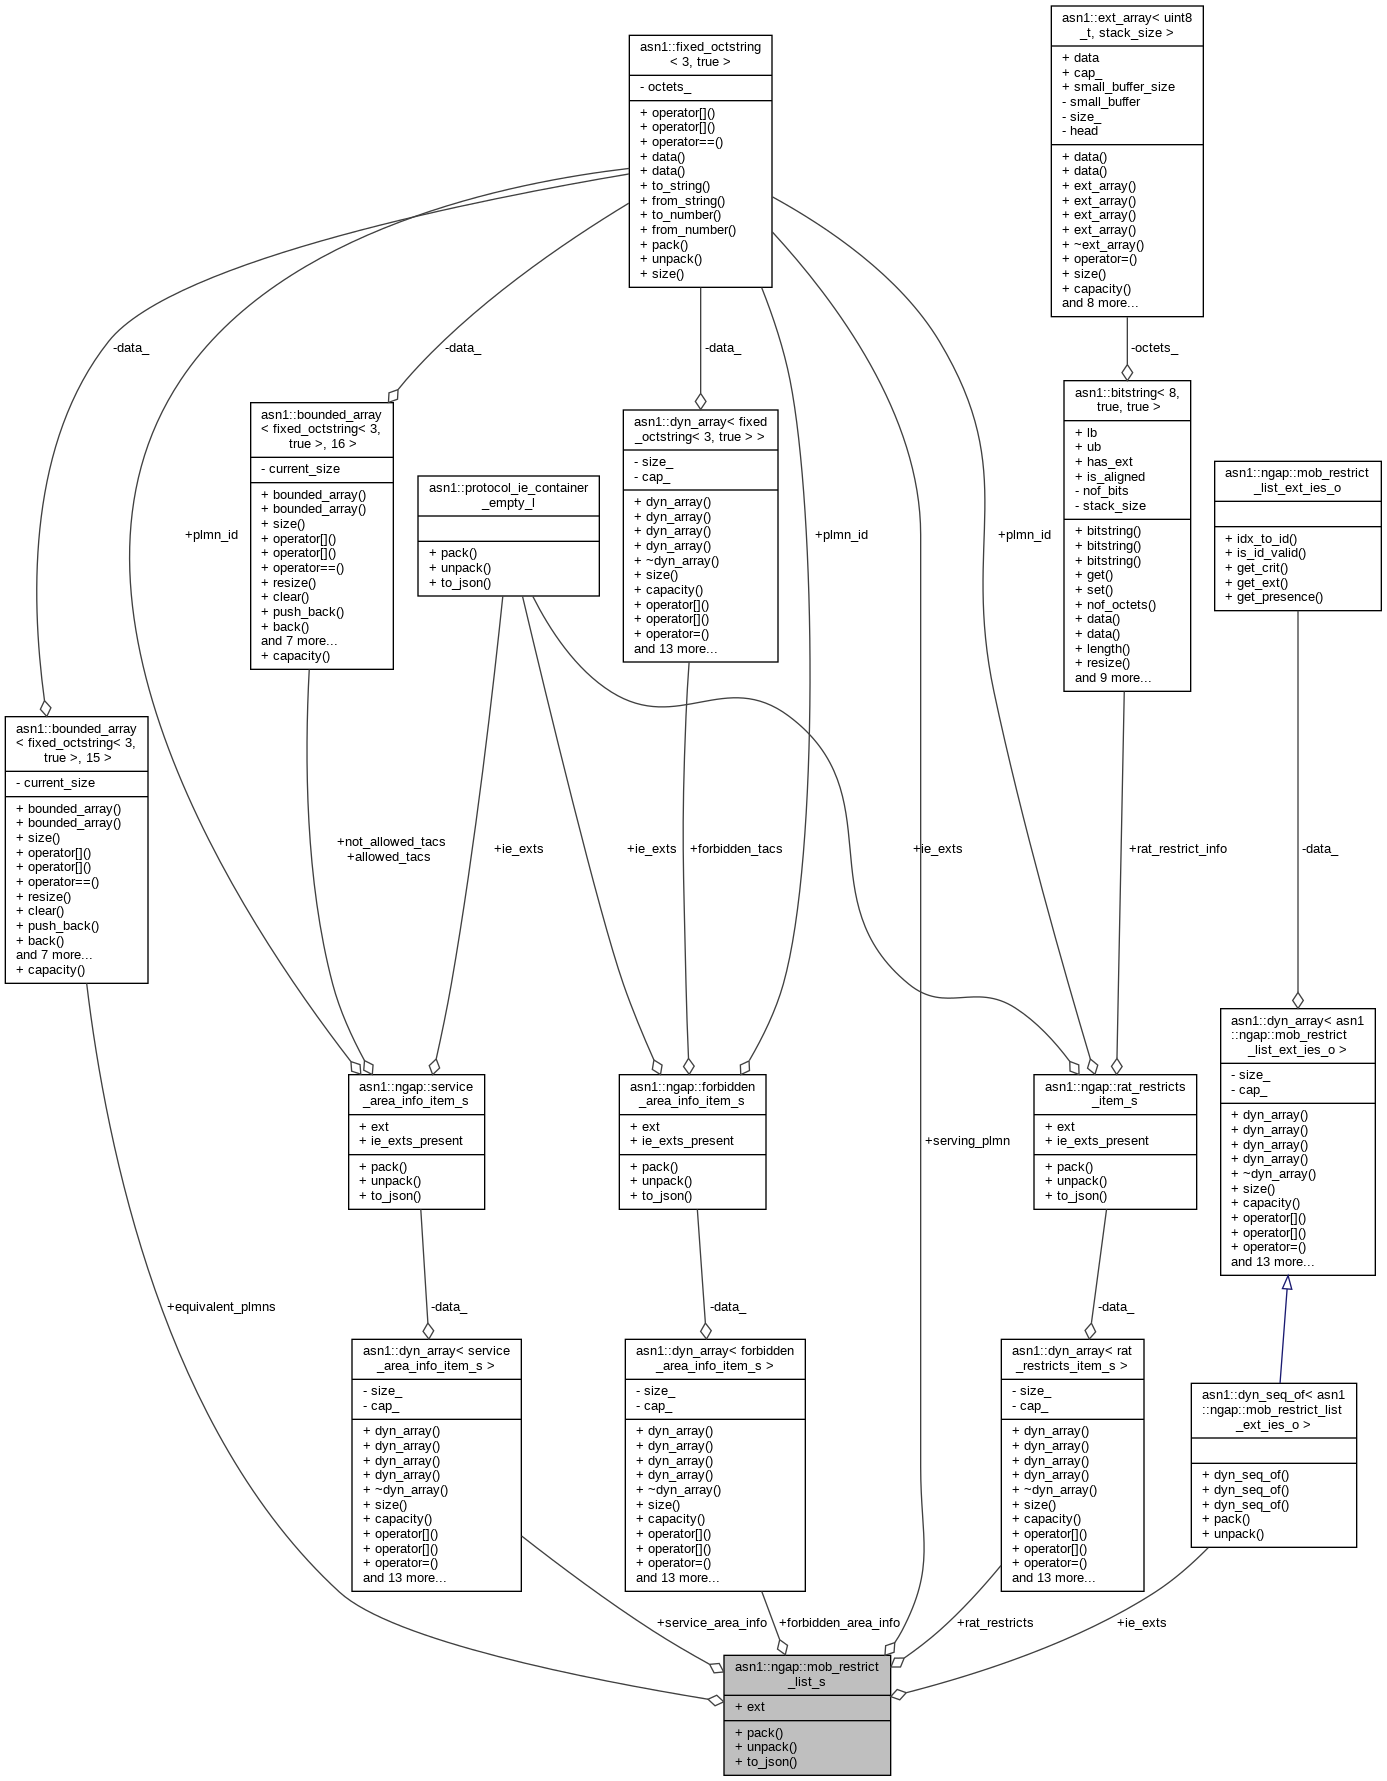 asn1::ext_array< uint8
_t, stack_size >
+ data
+ cap_
+ small_buffer_size
- small_buffer
- size_
- head
+ data()
+ data()
+ ext_array()
+ ext_array()
+ ext_array()
+ ext_array()
+ ~ext_array()
+ operator=()
+ size()
+ capacity()
and 8 more...
asn1::fixed_octstring
< 3, true >
- octets_
+ operator[]()
+ operator[]()
+ operator==()
+ data()
+ data()
+ to_string()
+ from_string()
+ to_number()
+ from_number()
+ pack()
+ unpack()
+ size()
-data_
-data_
-data_
-octets_
asn1::bounded_array
< fixed_octstring< 3,
true >, 16 >
- current_size
+ bounded_array()
+ bounded_array()
+ size()
+ operator[]()
+ operator[]()
+ operator==()
+ resize()
+ clear()
+ push_back()
+ back()
and 7 more...
+ capacity()
asn1::dyn_array< fixed
_octstring< 3, true > >
- size_
- cap_
+ dyn_array()
+ dyn_array()
+ dyn_array()
+ dyn_array()
+ ~dyn_array()
+ size()
+ capacity()
+ operator[]()
+ operator[]()
+ operator=()
and 13 more...
asn1::bitstring< 8,
true, true >
+ lb
+ ub
+ has_ext
+ is_aligned
- nof_bits
- stack_size
+ bitstring()
+ bitstring()
+ bitstring()
+ get()
+ set()
+ nof_octets()
+ data()
+ data()
+ length()
+ resize()
and 9 more...
asn1::protocol_ie_container
_empty_l
+ pack()
+ unpack()
+ to_json()
asn1::ngap::mob_restrict
_list_ext_ies_o
+ idx_to_id()
+ is_id_valid()
+ get_crit()
+ get_ext()
+ get_presence()
+plmn_id
+plmn_id
+plmn_id
asn1::bounded_array
< fixed_octstring< 3,
true >, 15 >
- current_size
+ bounded_array()
+ bounded_array()
+ size()
+ operator[]()
+ operator[]()
+ operator==()
+ resize()
+ clear()
+ push_back()
+ back()
and 7 more...
+ capacity()
+not_allowed_tacs
+allowed_tacs
+ie_exts
+ie_exts
+forbidden_tacs
+ie_exts
+rat_restrict_info
-data_
asn1::ngap::service
_area_info_item_s
+ ext
+ ie_exts_present
+ pack()
+ unpack()
+ to_json()
asn1::ngap::forbidden
_area_info_item_s
+ ext
+ ie_exts_present
+ pack()
+ unpack()
+ to_json()
+serving_plmn
asn1::ngap::rat_restricts
_item_s
+ ext
+ ie_exts_present
+ pack()
+ unpack()
+ to_json()
asn1::dyn_array< asn1
::ngap::mob_restrict
_list_ext_ies_o >
- size_
- cap_
+ dyn_array()
+ dyn_array()
+ dyn_array()
+ dyn_array()
+ ~dyn_array()
+ size()
+ capacity()
+ operator[]()
+ operator[]()
+ operator=()
and 13 more...
+equivalent_plmns
-data_
-data_
-data_
asn1::dyn_array< service
_area_info_item_s >
- size_
- cap_
+ dyn_array()
+ dyn_array()
+ dyn_array()
+ dyn_array()
+ ~dyn_array()
+ size()
+ capacity()
+ operator[]()
+ operator[]()
+ operator=()
and 13 more...
asn1::dyn_array< forbidden
_area_info_item_s >
- size_
- cap_
+ dyn_array()
+ dyn_array()
+ dyn_array()
+ dyn_array()
+ ~dyn_array()
+ size()
+ capacity()
+ operator[]()
+ operator[]()
+ operator=()
and 13 more...
asn1::dyn_array< rat
_restricts_item_s >
- size_
- cap_
+ dyn_array()
+ dyn_array()
+ dyn_array()
+ dyn_array()
+ ~dyn_array()
+ size()
+ capacity()
+ operator[]()
+ operator[]()
+ operator=()
and 13 more...
asn1::dyn_seq_of< asn1
::ngap::mob_restrict_list
_ext_ies_o >
+ dyn_seq_of()
+ dyn_seq_of()
+ dyn_seq_of()
+ pack()
+ unpack()
+service_area_info
+forbidden_area_info
+rat_restricts
+ie_exts
asn1::ngap::mob_restrict
_list_s
+ ext
+ pack()
+ unpack()
+ to_json()